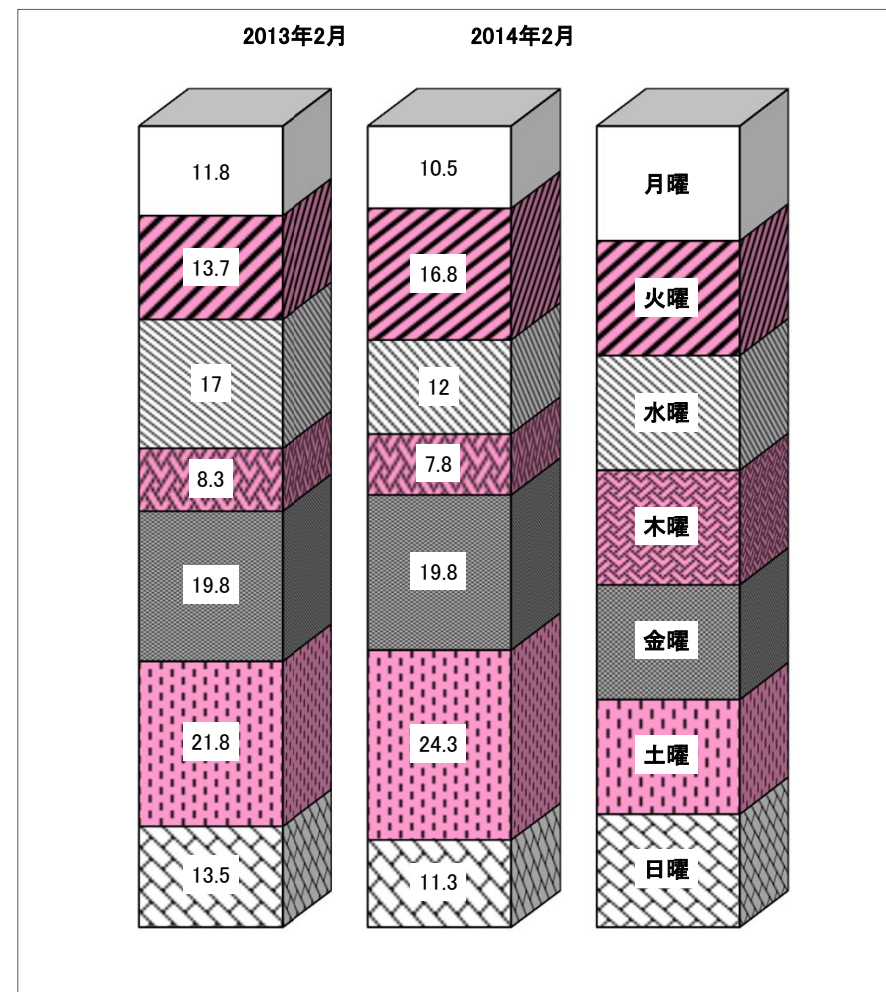 2013年2月 2014年2月
11.8 10.5 月曜
13.7 16.8 火曜
17 12 水曜
8.3 7.8 木曜
19.8 19.8 金曜
21.8 24.3 土曜
13.5 11.3 日曜